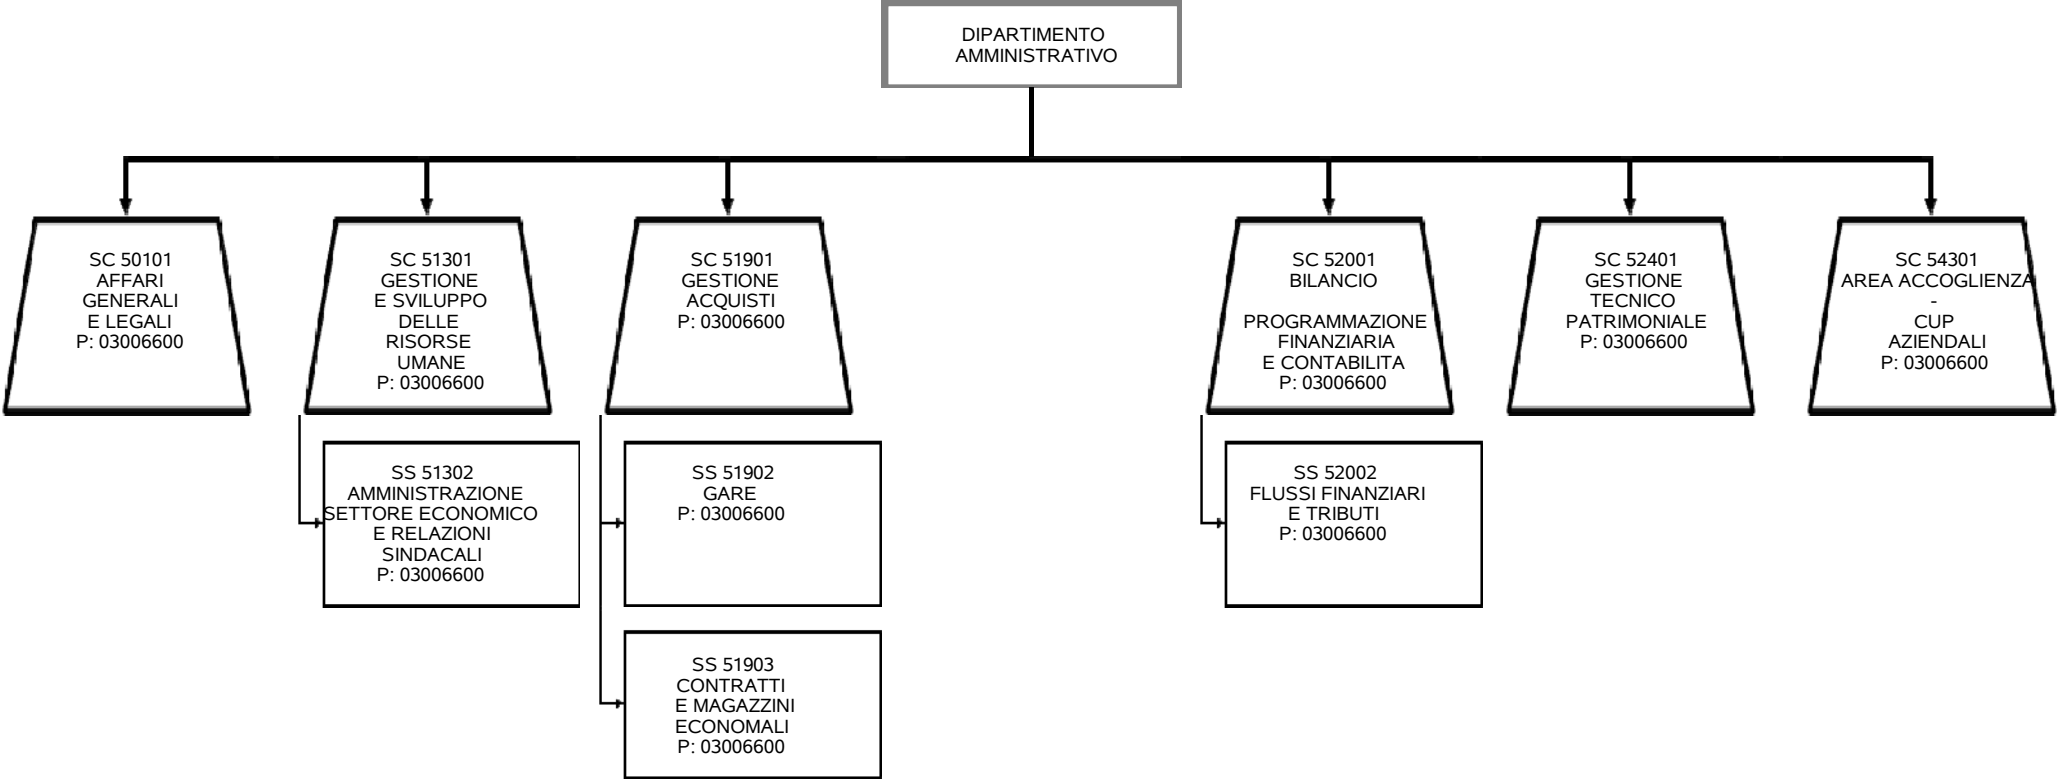 DIPARTIMENTO
AMMINISTRATIVO
SC 50101
AFFARI
GENERALI
E LEGALI
P: 03006600
SC 51301
GESTIONE
E SVILUPPO
DELLE
RISORSE
UMANE
P: 03006600
SC 51901
GESTIONE
ACQUISTI
P: 03006600
SC 52001
BILANCIO
PROGRAMMAZIONE
FINANZIARIA
E CONTABILITA
P: 03006600
SC 52401
GESTIONE
TECNICO
PATRIMONIALE
P: 03006600
SC 54301
AREA ACCOGLIENZA
-
CUP
AZIENDALI
P: 03006600
SS 51302
AMMINISTRAZIONE
SETTORE ECONOMICO
E RELAZIONI
SINDACALI
P: 03006600
SS 51902
GARE
P: 03006600
SS 52002
FLUSSI FINANZIARI
E TRIBUTI
P: 03006600
SS 51903
CONTRATTI
E MAGAZZINI
ECONOMALI
P: 03006600